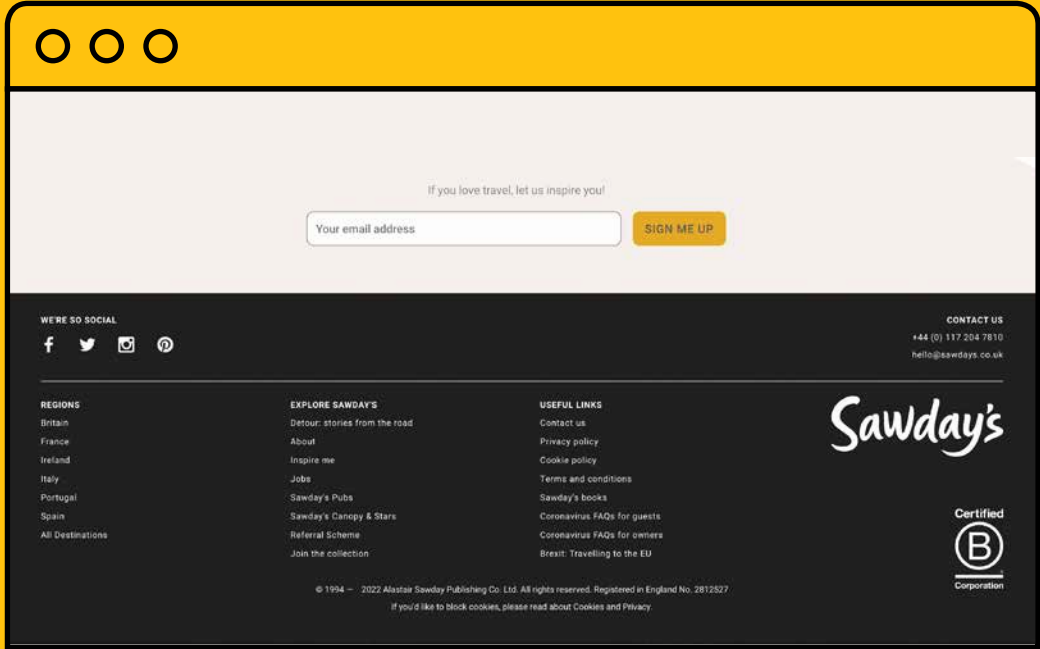 If you love travel, let us inspire you!
Your email address
SIGN ME UP
WE'RE SO SOCIAL
CONTACT US
+44 (0) 117 204 7810
hello@sawdays.co.uk
REGIONS
Britain
France
Ireland
Italy
Portugal
Spain
All Destinations
EXPLORE SAWDAY'S
Detour: stories from the road
About
Inspire me
Jobs
Sawday's Pubs
Sawday's Canopy & Stars
Referral Scheme
Join the collection
USEFUL LINKS
Contact us
Privacy policy
Cookie policy
Terms and conditions
Sawday's books
Coronavirus FAQs for guests
Coronavirus FAQs for owners
Brexit: Travelling to the EU
Sawday's
Certified
B
Corporation
© 1994 — 2022 Alastair Sawday Publishing Co. Ltd. All rights reserved. Registered in England No. 2812527
If you'd like to block cookies, please read about Cookies and Privacy.